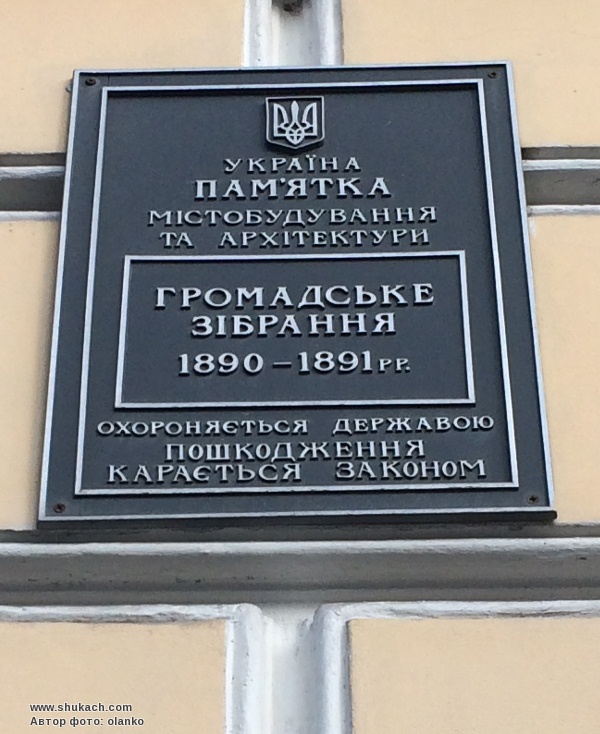 УКРАЇНА
ПАМ'ЯТКА
МІСТОБУДУВАННЯ
ТА АРХІТЕКТУРИ
ГРОМАДСЬКЕ
ЗІБРАННЯ
1890 – 1891 РР.
ОХОРОНЯЄТЬСЯ ДЕРЖАВОЮ
ПОШКОДЖЕННЯ
КАРАЄТЬСЯ ЗАКОНОМ
www.shukach.com
Автор фото: olanko